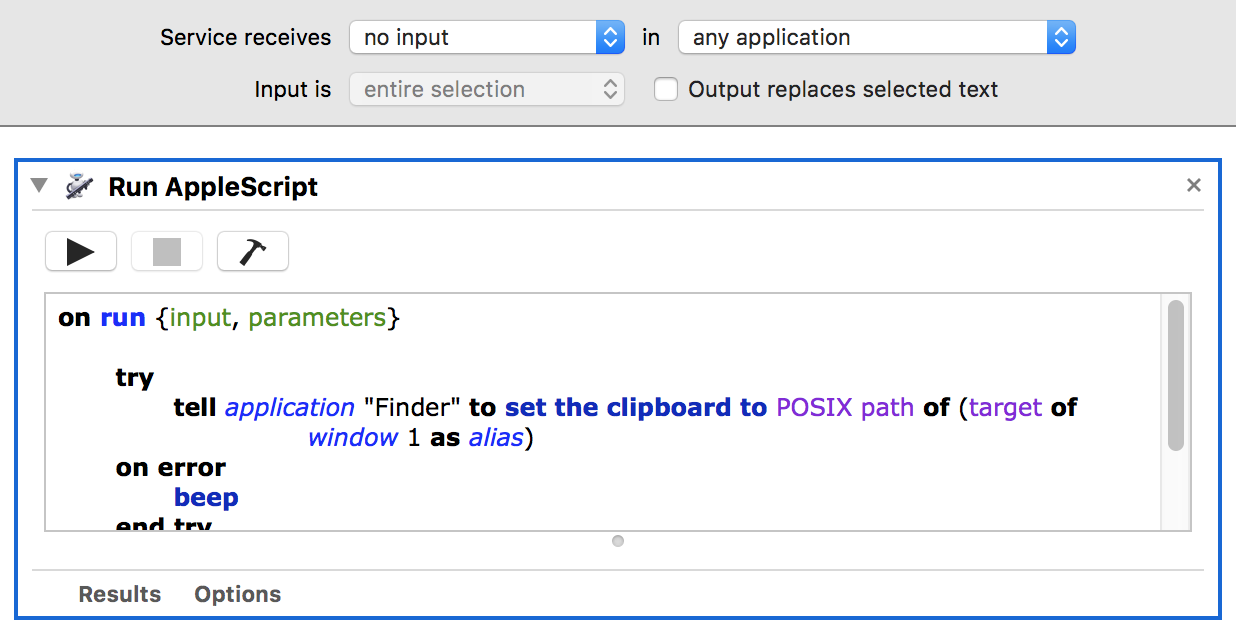 Service receives no input in any application
Input is entire selection Output replaces selected text
Run AppleScript
on run {input, parameters}
try
tell application "Finder" to set the clipboard to POSIX path of (target of
window 1 as alias)
on error
beep
end try
Results Options